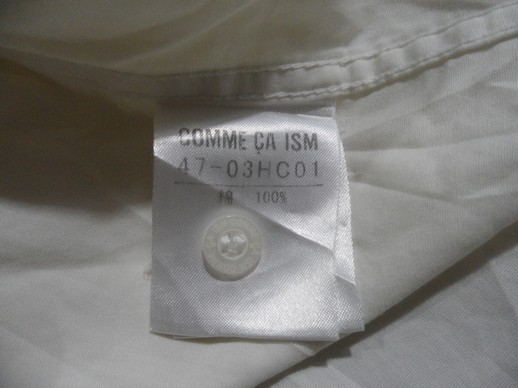 COMME ÇA ISM
47-03HC01
綿 100%